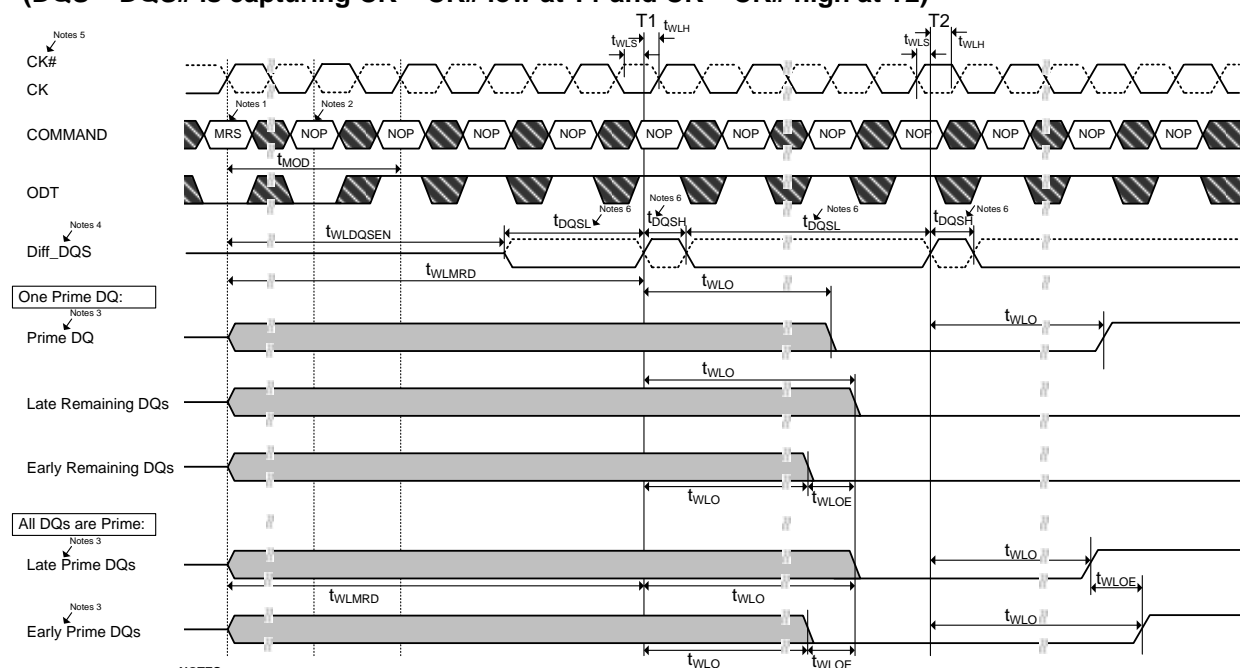 (DQS - DQS# is capturing CK - CK# low at T1 and CK - CK# high at T2)
T1
T2
tWLS
tWLH
tWLS
tWLH
Notes 5
CK#
CK
Notes 1
Notes 2
COMMAND
MRS
NOP
NOP
NOP
NOP
NOP
NOP
NOP
NOP
NOP
NOP
NOP
tMOD
ODT
Notes 6
Notes 6
Notes 6
Notes 6
tDQSL
tDQSH
tDQSL
tDQSH
Notes 4
Diff_DQS
tWLDQSEN
tWLMRD
tWLO
One Prime DQ:
Notes 3
Prime DQ
tWLO
tWLO
Late Remaining DQs
Early Remaining DQs
tWLO
tWLOE
All DQs are Prime:
Notes 3
Late Prime DQs
tWLO
tWLMRD
tWLO
tWLOE
Notes 3
Early Prime DQs
tWLO
tWLO
tWLOE
NOTES